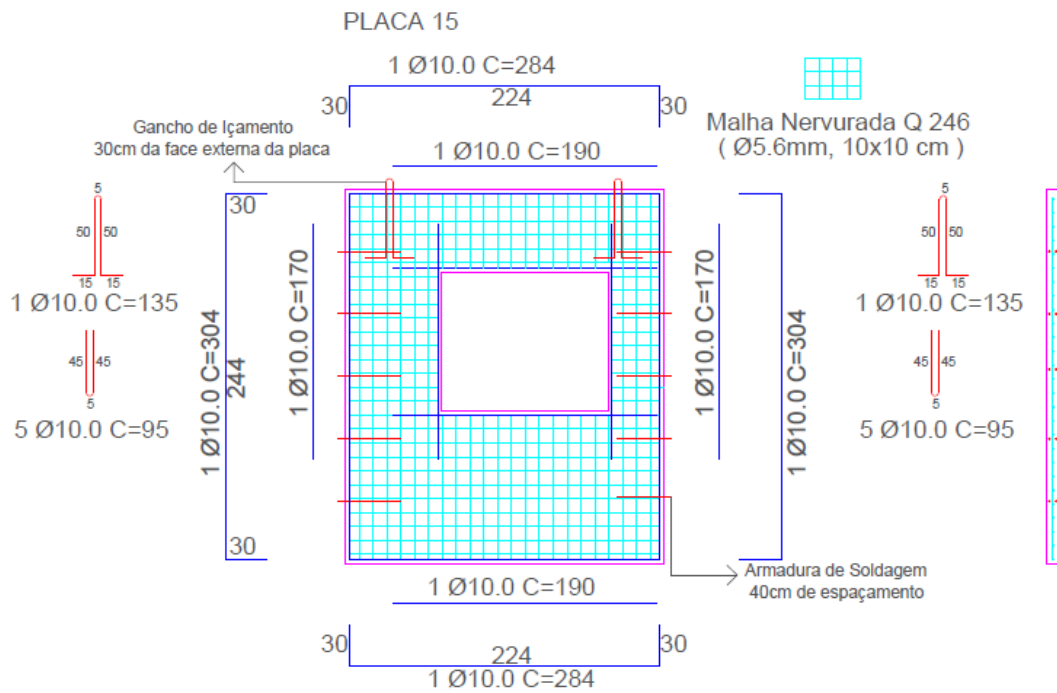 PLACA 15
1 Ø10.0 C=284
30
224
30
Malha Nervurada Q 246
( Ø5.6mm, 10x10 cm )
Gancho de Içamento
30cm da face externa da placa
1 Ø10.0 C=190
5
50
50
15
15
1 Ø10.0 C=135
45
45
5
5 Ø10.0 C=95
30
1 Ø10.0 C=304
244
30
1 Ø10.0 C=170
1 Ø10.0 C=170
1 Ø10.0 C=304
5
50
50
15
15
1 Ø10.0 C=135
45
45
5
5 Ø10.0 C=95
Armadura de Soldagem
40cm de espaçamento
1 Ø10.0 C=190
30
224
30
1 Ø10.0 C=284